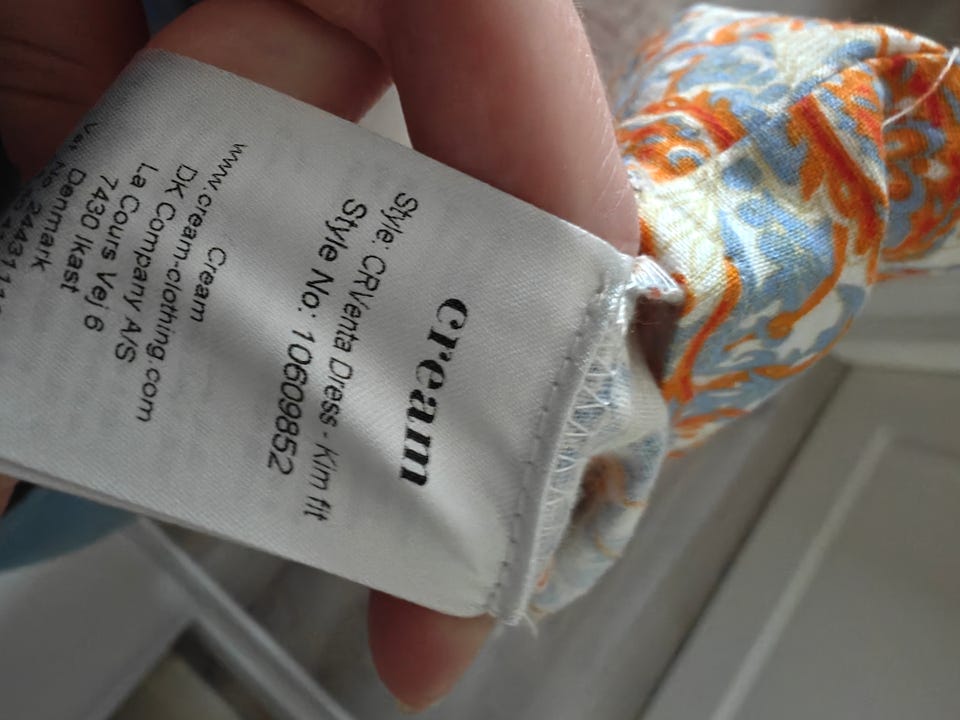 cream
Style: CRVenta Dress - Kim fit
Style No: 10609852
Cream
www.cream-clothing.com
DK Company A/S
La Cours Vej 6
7430 Ikast
Denmark